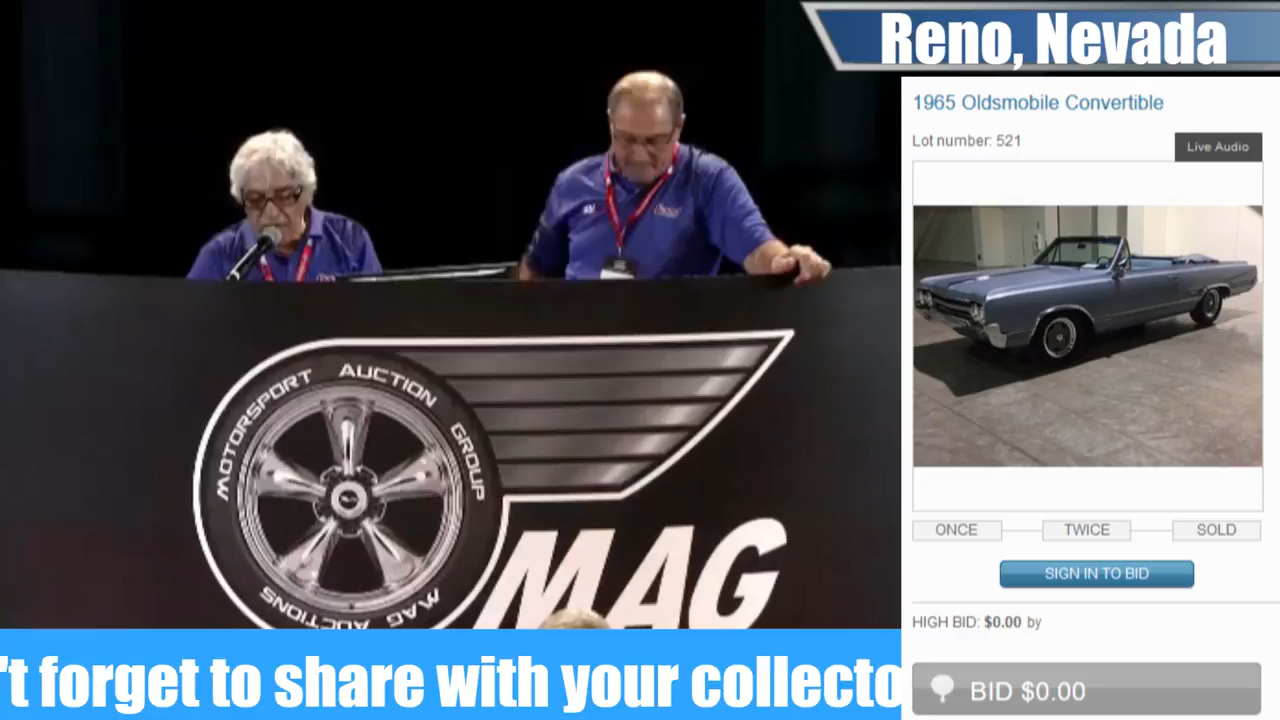 Reno, Nevada
1965 Oldsmobile Convertible
Lot number: 521
Live Audio
MOTORSPORT AUCTION GROUP
MAG AUCTIONS
MAG
ONCE
TWICE
SOLD
SIGN IN TO BID
HIGH BID: $0.00 by
BID $0.00
't forget to share with your collecto